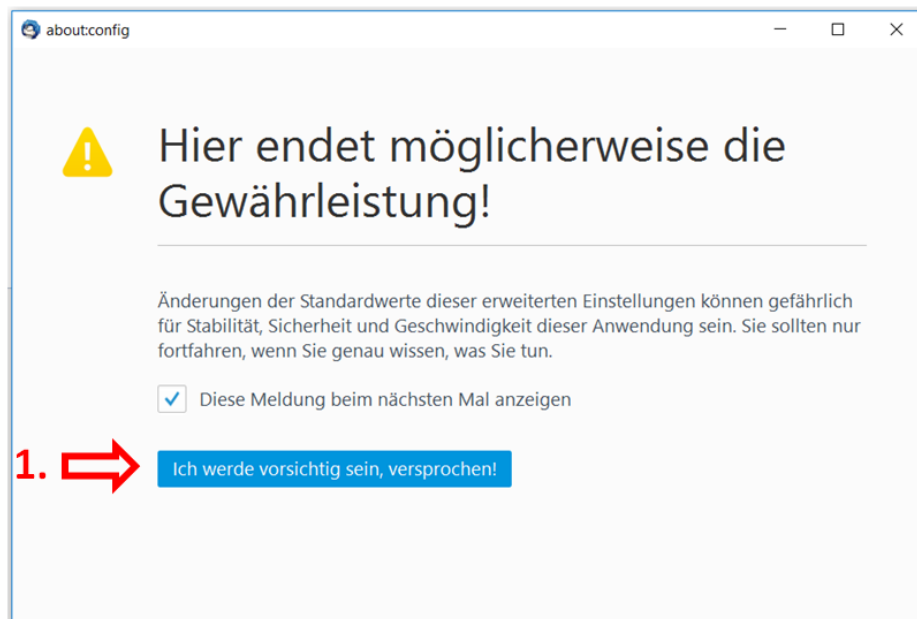 about:config
Hier endet möglicherweise die
Gewährleistung!
Änderungen der Standardwerte dieser erweiterten Einstellungen können gefährlich
für Stabilität, Sicherheit und Geschwindigkeit dieser Anwendung sein. Sie sollten nur
fortfahren, wenn Sie genau wissen, was Sie tun.
Diese Meldung beim nächsten Mal anzeigen
1. Ich werde vorsichtig sein, versprochen!